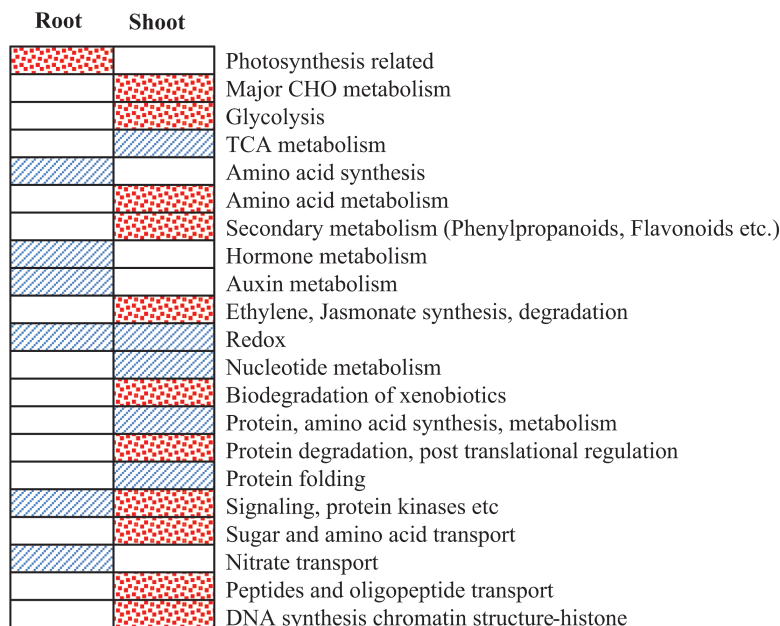 Root Shoot
Photosynthesis related
Major CHO metabolism
Glycolysis
TCA metabolism
Amino acid synthesis
Amino acid metabolism
Secondary metabolism (Phenylpropanoids, Flavonoids etc.)
Hormone metabolism
Auxin metabolism
Ethylene, Jasmonate synthesis, degradation
Redox
Nucleotide metabolism
Biodegradation of xenobiotics
Protein, amino acid synthesis, metabolism
Protein degradation, post translational regulation
Protein folding
Signaling, protein kinases etc
Sugar and amino acid transport
Nitrate transport
Peptides and oligopeptide transport
DNA synthesis chromatin structure-histone